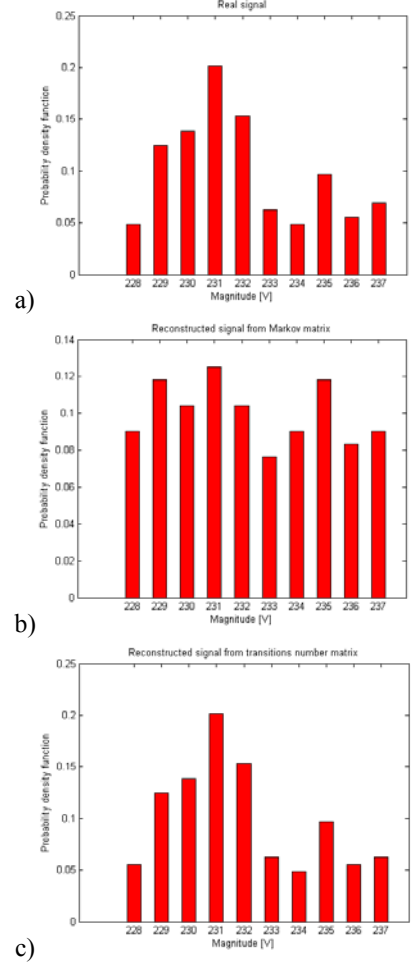 Real signal
Probability density function
0.25
0.2
0.15
0.1
0.05
0
228 229 230 231 232 233 234 235 236 237
Magnitude [V]
a)
Reconstructed signal from Markov matrix
Probability density function
0.14
0.12
0.1
0.08
0.06
0.04
0.02
0
228 229 230 231 232 233 234 235 236 237
Magnitude [V]
b)
Reconstructed signal from transitions number matrix
Probability density function
0.25
0.2
0.15
0.1
0.05
0
228 229 230 231 232 233 234 235 236 237
Magnitude [V]
c)